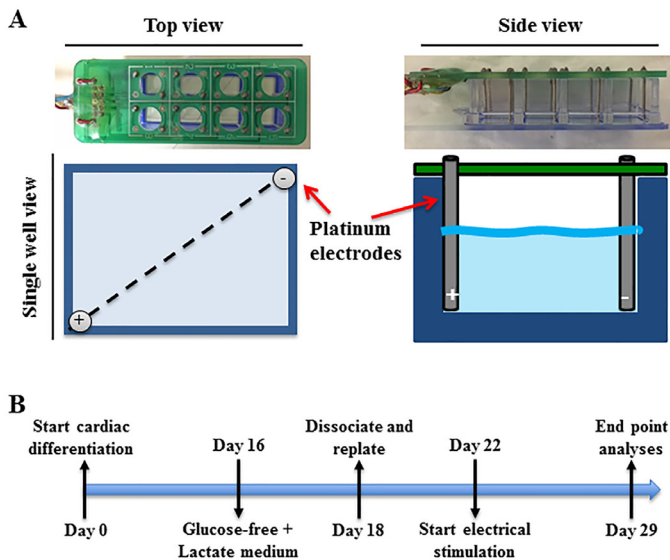 A
Top view
Side view
Single well view
-
+
Platinum
electrodes
+
-
B
Start cardiac
differentiation
Day 16
Dissociate and
replate
Day 22
End point
analyses
Day 0
Glucose-free +
Lactate medium
Day 18
Start electrical
stimulation
Day 29